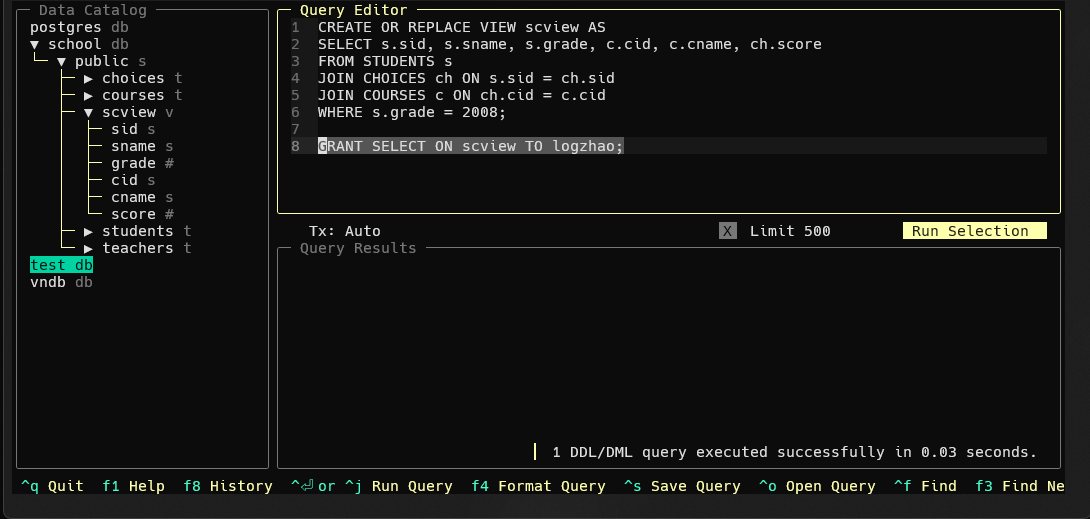 Data Catalog
postgres db
▼ school db
▼ public s
▶ choices t
▶ courses t
▼ scview v
sid s
sname s
grade #
cid s
cname s
score #
▶ students t
▶ teachers t
test db
vndb db
Query Editor
1 CREATE OR REPLACE VIEW scview AS
2 SELECT s.sid, s.sname, s.grade, c.cid, c.cname, ch.score
3 FROM STUDENTS s
4 JOIN CHOICES ch ON s.sid = ch.sid
5 JOIN COURSES c ON ch.cid = c.cid
6 WHERE s.grade = 2008;
7
8 GRANT SELECT ON scview TO logzhao;
Tx: Auto X Limit 500 Run Selection
Query Results
1 DDL/DML query executed successfully in 0.03 seconds.
^q Quit f1 Help f8 History ^⏎ or ^j Run Query f4 Format Query ^s Save Query ^o Open Query ^f Find f3 Find Ne